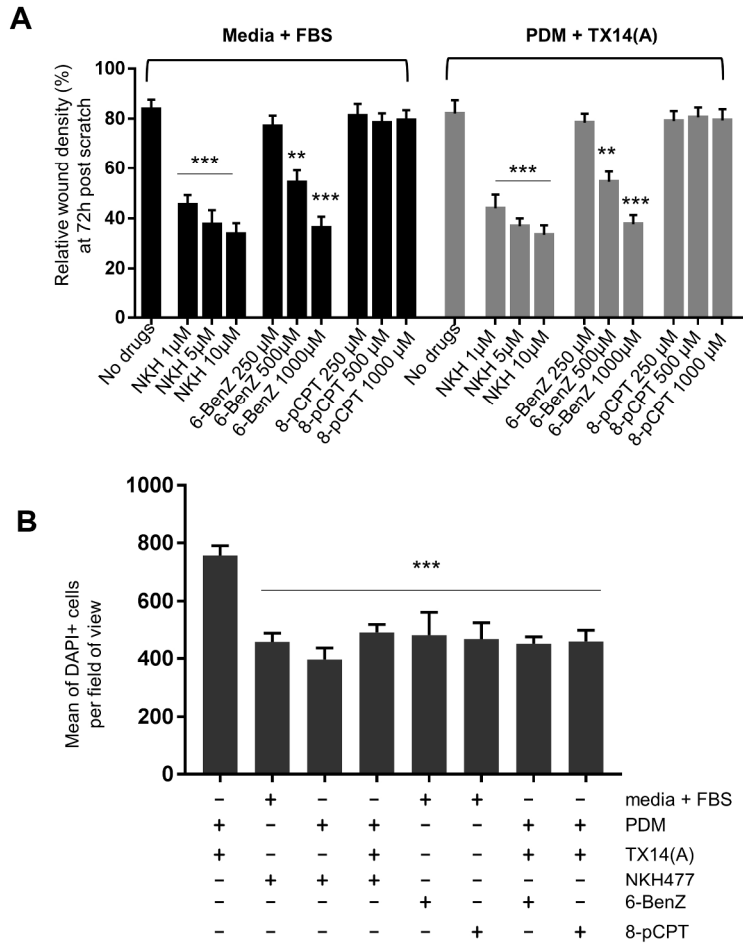 A
Media + FBS
PDM + TX14(A)
Relative wound density (%)
at 72h post scratch
100
80
60
40
20
0
***
**
***
***
**
***
No drugs
NKH 1µM
NKH 5µM
NKH 10µM
6-BenZ 250 µM
6-BenZ 500µM
6-BenZ 1000µM
8-pCPT 250 µM
8-pCPT 500 µM
8-pCPT 1000 µM
No drugs
NKH 1µM
NKH 5µM
NKH 10µM
6-BenZ 250 µM
6-BenZ 500µM
6-BenZ 1000µM
8-pCPT 250 µM
8-pCPT 500 µM
8-pCPT 1000 µM
B
Mean of DAPI+ cells
per field of view
1000
800
600
400
200
0
***
– + – – + + – – media + FBS
+ – + + – – + + PDM
+ – – + – – + + TX14(A)
– + + + – – – – NKH477
– – – – + – + – 6-BenZ
– – – – – + – + 8-pCPT